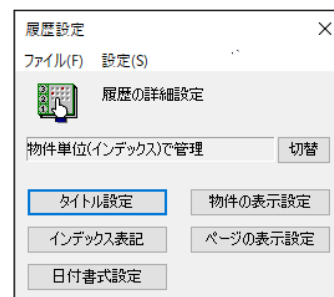 履歴設定
ファイル(F) 設定(S)
履歴の詳細設定
物件単位(インデックス)で管理 切替
タイトル設定 物件の表示設定
インデックス表記 ページの表示設定
日付書式設定